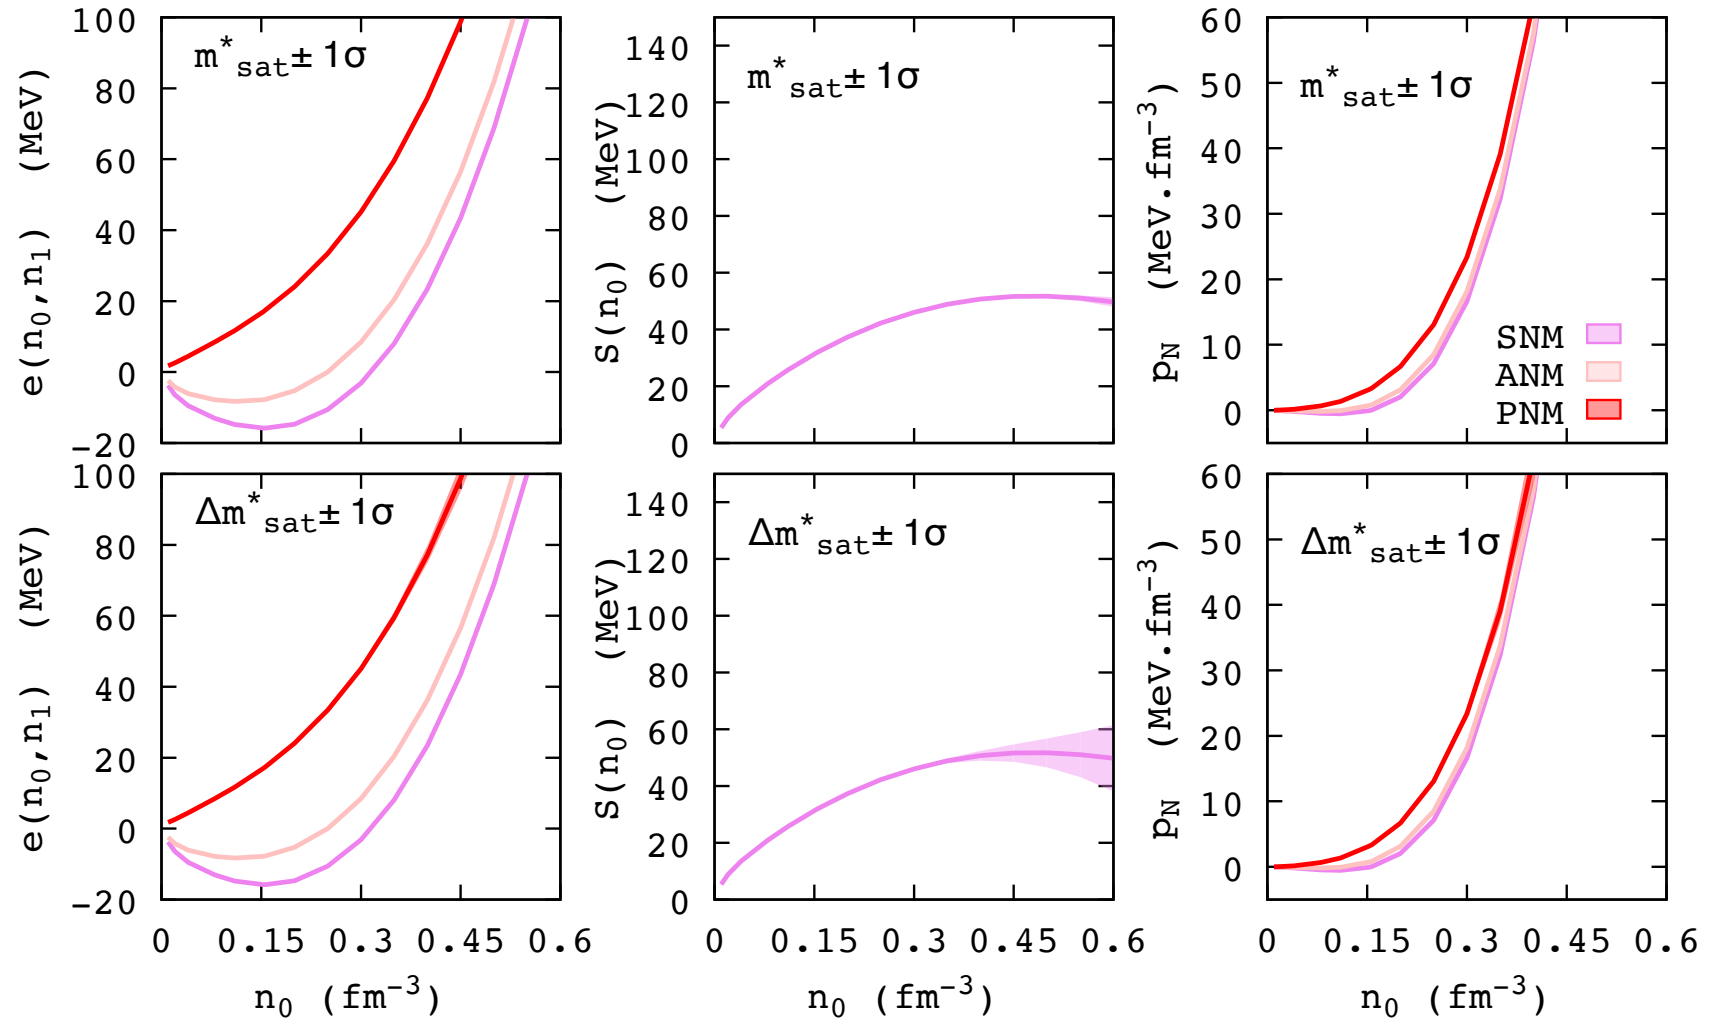 e(n₀,n₁) (MeV)
100
80
60
40
20
0
−20
m*sat± 1σ
S(n₀) (MeV)
140
120
100
80
60
40
20
0
m*sat± 1σ
pN (MeV.fm⁻³)
60
50
40
30
20
10
0
m*sat± 1σ
SNM
ANM
PNM
e(n₀,n₁) (MeV)
100
80
60
40
20
0
−20
Δm*sat± 1σ
0 0.15 0.3 0.45 0.6
n₀ (fm⁻³)
S(n₀) (MeV)
140
120
100
80
60
40
20
0
Δm*sat± 1σ
0 0.15 0.3 0.45 0.6
n₀ (fm⁻³)
pN (MeV.fm⁻³)
60
50
40
30
20
10
0
Δm*sat± 1σ
0 0.15 0.3 0.45 0.6
n₀ (fm⁻³)